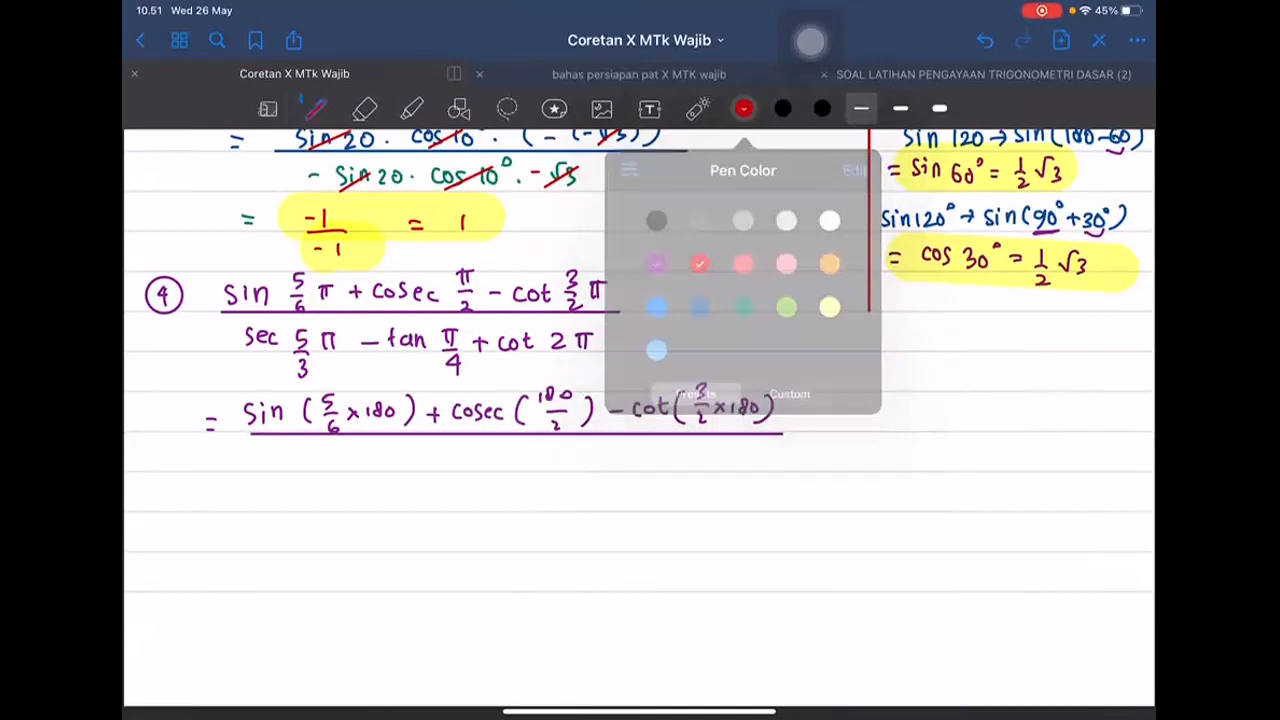 10.51 Wed 26 May
45%
Coretan X MTk Wajib
Coretan X MTk Wajib
bahas persiapan pat X MTK wajib
SOAL LATIHAN PENGAYAAN TRIGONOMETRI DASAR (2)
T
= sin 20 · cos 10° · (-(-√3))
- sin 20 · cos 10° · -√3
= -1 = 1
-1
sin 120 → sin (180-60)
= sin 60° = 1/2 √3
sin 120° → sin (90° + 30°)
= cos 30° = 1/2 √3
Pen Color
Edit
Presets
Custom
4 sin 5/6 π + cosec π/2 - cot 3/2 π
sec 5/3 π - tan π/4 + cot 2π
= sin (5/6 × 180) + cosec (180/2) - cot (3/2 × 180)